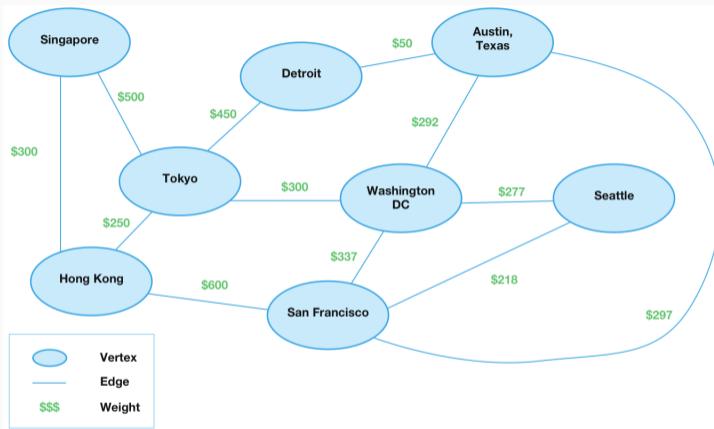 Singapore
Austin,
Texas
$50
Detroit
$500
$450
$292
$300
Tokyo
$300
Washington
DC
$277
Seattle
$250
$337
Hong Kong
$600
$218
San Francisco
$297
Vertex
Edge
$$$ Weight